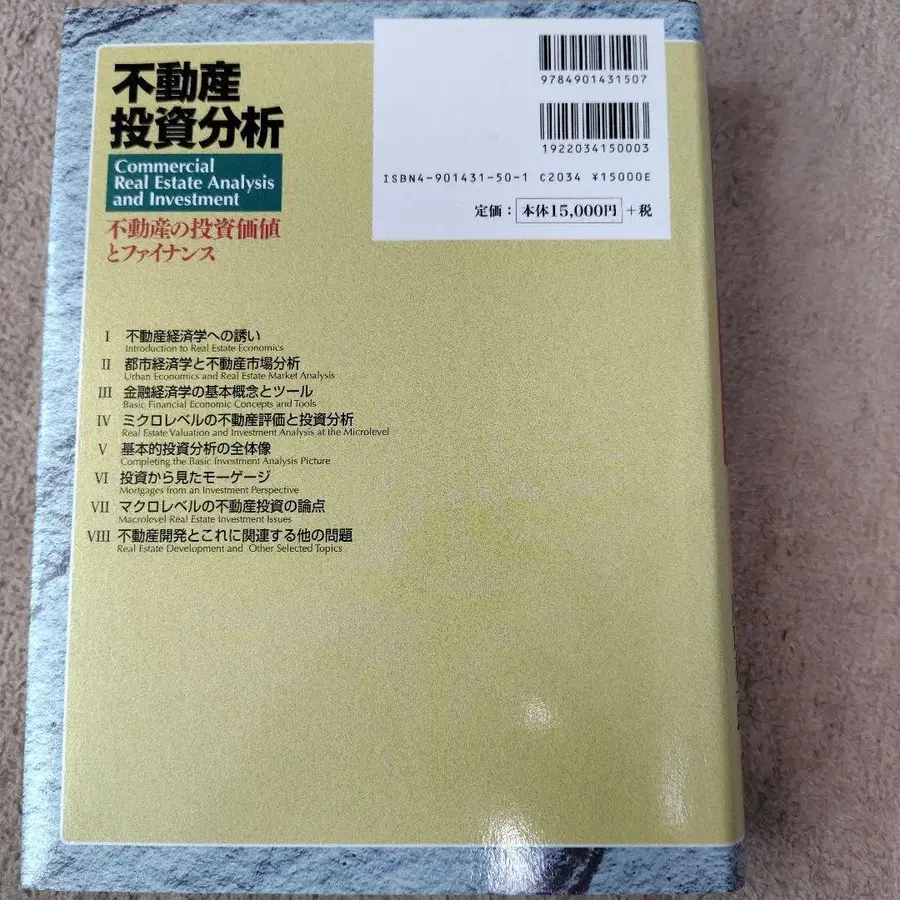 不動産
投資分析
Commercial
Real Estate Analysis
and Investment
不動産の投資価値
とファイナンス
9784901431507
1922034150003
ISBN4-901431-50-1 C2034 ¥15000E
定価：本体15,000円＋税
I 不動産経済学への誘い
Introduction to Real Estate Economics
II 都市経済学と不動産市場分析
Urban Economics and Real Estate Market Analysis
III 金融経済学の基本概念とツール
Basic Financial Economic Concepts and Tools
IV ミクロレベルの不動産評価と投資分析
Real Estate Valuation and Investment Analysis at the Microlevel
V 基本的投資分析の全体像
Completing the Basic Investment Analysis Picture
VI 投資から見たモーゲージ
Mortgages from an Investment Perspective
VII マクロレベルの不動産投資の論点
Macrolevel Real Estate Investment Issues
VIII 不動産開発とこれに関連する他の問題
Real Estate Development and Other Selected Topics